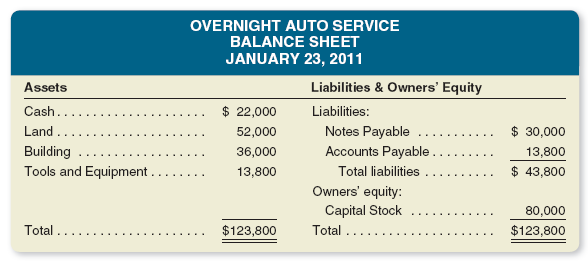 OVERNIGHT AUTO SERVICE
BALANCE SHEET
JANUARY 23, 2011
Assets Liabilities & Owners' Equity
Cash . . . . . . . . . . . . . . . . . . . . . $ 22,000 Liabilities:
Land . . . . . . . . . . . . . . . . . . . . . 52,000 Notes Payable . . . . . . . . . . . $ 30,000
Building . . . . . . . . . . . . . . . . . . 36,000 Accounts Payable . . . . . . . . . 13,800
Tools and Equipment . . . . . . . . 13,800 Total liabilities . . . . . . . . . . $ 43,800
Owners' equity:
Capital Stock . . . . . . . . . . . . 80,000
Total . . . . . . . . . . . . . . . . . . . . . $123,800 Total . . . . . . . . . . . . . . . . . . . . . $123,800